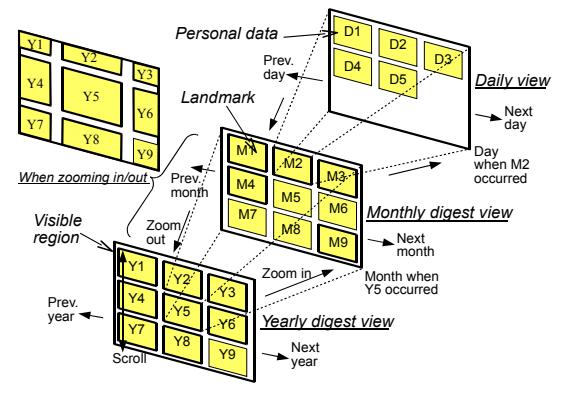 Y1
Y2
Y3
Y4
Y5
Y6
Y7
Y8
Y9
When zooming in/out
Personal data
D1
D2
D3
D4
D5
Prev.
day
Daily view
Next
day
Landmark
M1
M2
M3
M4
M5
M6
M7
M8
M9
Prev.
month
Day
when M2
occurred
Monthly digest view
Next
month
Zoom
out
Zoom in
Month when
Y5 occurred
Visible
region
Y1
Y2
Y3
Y4
Y5
Y6
Y7
Y8
Y9
Prev.
year
Scroll
Yearly digest view
Next
year